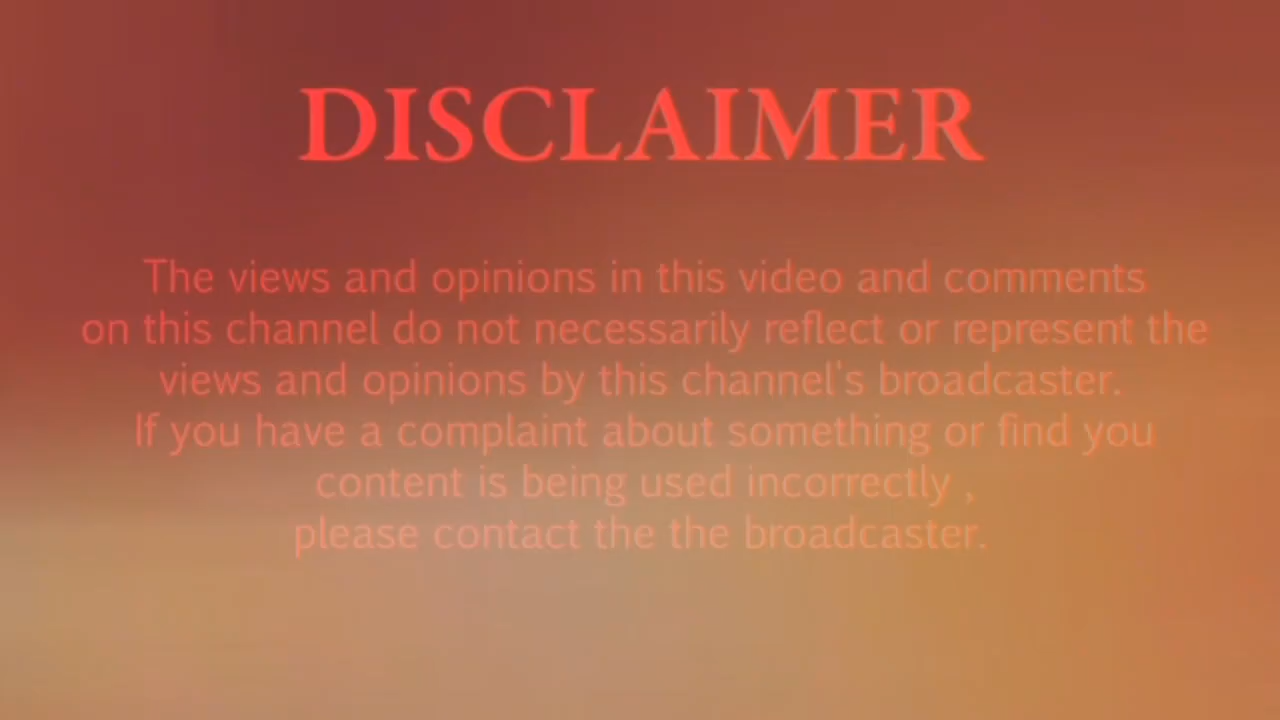 DISCLAIMER
The views and opinions in this video and comments
on this channel do not necessarily reflect or represent the
views and opinions by this channel's broadcaster.
If you have a complaint about something or find you
content is being used incorrectly ,
please contact the the broadcaster.